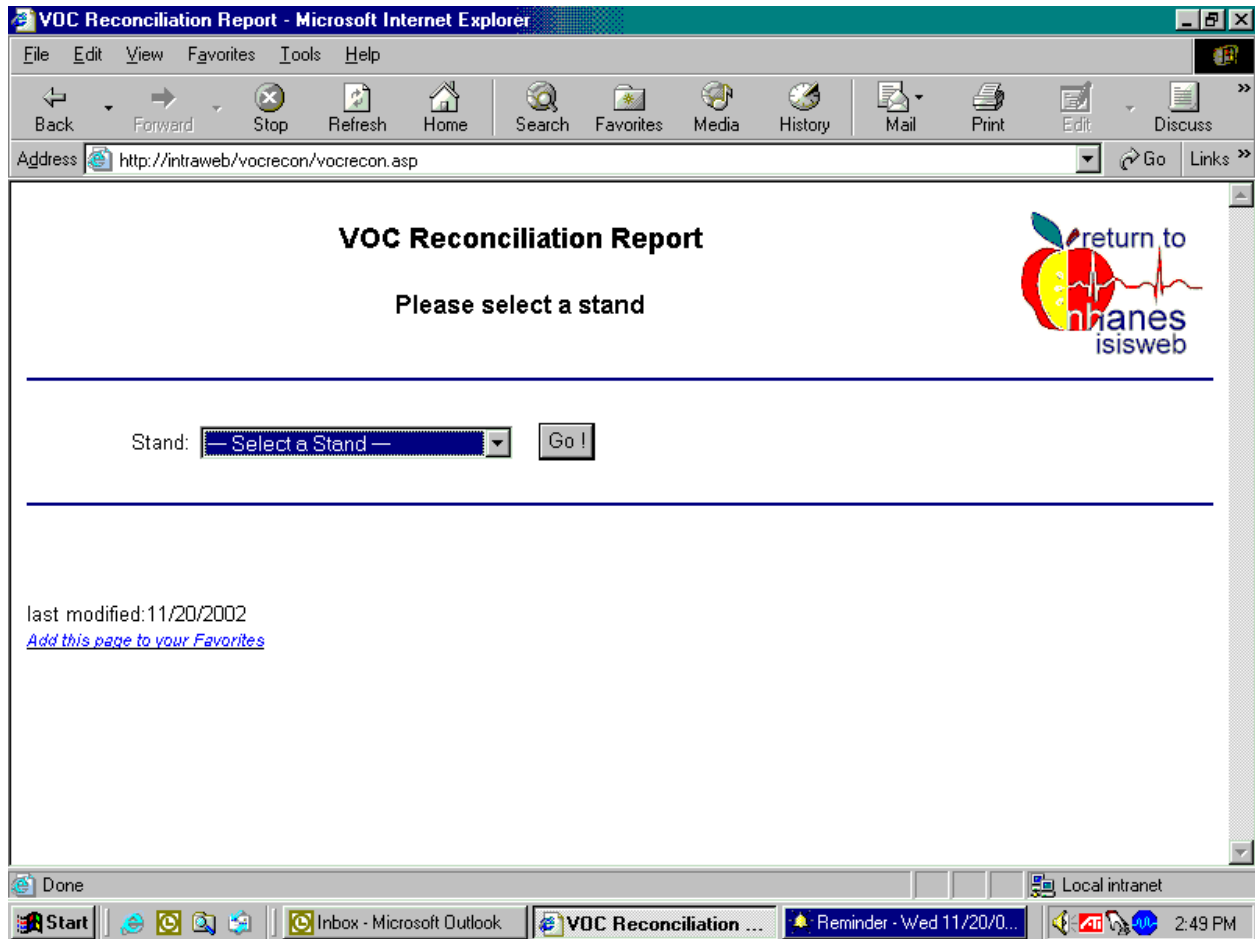 VOC Reconciliation Report - Microsoft Internet Explorer
File Edit View Favorites Tools Help
Back Forward Stop Refresh Home Search Favorites Media History Mail Print Edit Discuss »
Address http://intraweb/vocrecon/vocrecon.asp Go Links »
VOC Reconciliation Report
Please select a stand
return to
nhanes
isisweb
Stand: — Select a Stand — Go !
last modified:11/20/2002
Add this page to your Favorites
Done Local intranet
Start Inbox - Microsoft Outlook VOC Reconciliation ... Reminder - Wed 11/20/0... ATI 2:49 PM